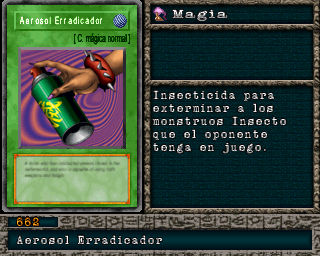 Aerosol Erradicador
[C. mágica normal]
Magia
Insecticida para
exterminar a los
monstruos Insecto
que el oponente
tenga en juego.
662
Aerosol Erradicador